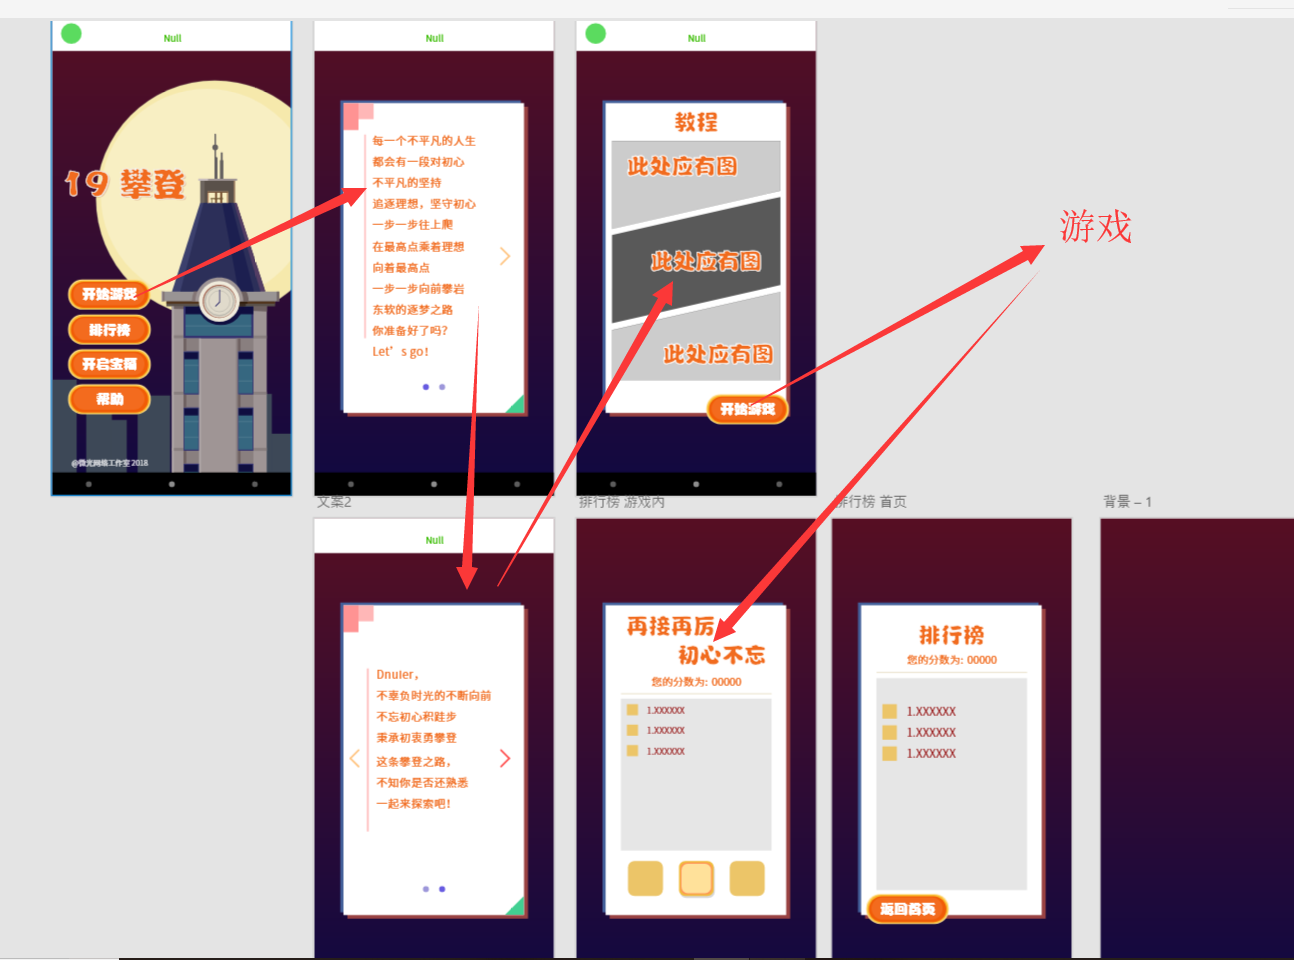 Null
19 攀登
开始游戏
排行榜
开启宝箱
帮助
@微光网络工作室 2018
Null
每一个不平凡的人生
都会有一段对初心
不平凡的坚持
追逐理想，坚守初心
一步一步往上爬
在最高点乘着理想
向着最高点
一步一步向前攀岩
东软的逐梦之路
你准备好了吗?
Let's go!
Null
教程
此处应有图
此处应有图
此处应有图
开始游戏
游戏
文案2
Null
Dnuier,
不辜负时光的不断向前
不忘初心积跬步
秉承初衷勇攀登
这条攀登之路,
不知你是否还熟悉
一起来探索吧!
排行榜 游戏内
再接再厉
初心不忘
您的分数为: 00000
1.XXXXXX
1.XXXXXX
1.XXXXXX
排行榜 首页
排行榜
您的分数为: 00000
1.XXXXXX
1.XXXXXX
1.XXXXXX
返回首页
背景 – 1